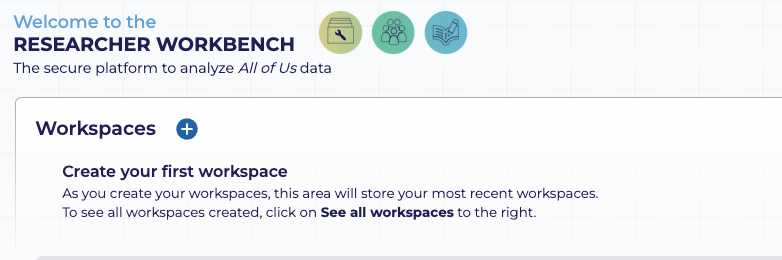 Welcome to the
RESEARCHER WORKBENCH
The secure platform to analyze All of Us data
Workspaces
Create your first workspace
As you create your workspaces, this area will store your most recent workspaces.
To see all workspaces created, click on See all workspaces to the right.